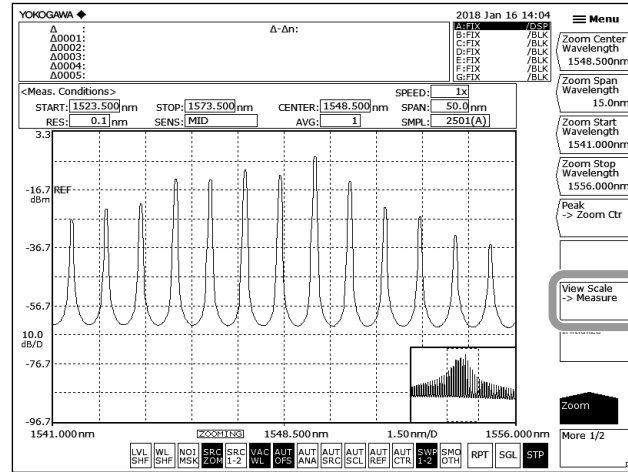 YOKOGAWA ◆
2018 Jan 16 14:04
Δ :
Δ0001:
Δ0002:
Δ0003:
Δ0004:
Δ0005:
Δ-Δn:
A:FIX /DSP
B:FIX /BLK
C:FIX /BLK
D:FIX /BLK
E:FIX /BLK
F:FIX /BLK
G:FIX /BLK
<Meas. Conditions>
SPEED: 1x
START: 1523.500 nm STOP: 1573.500 nm CENTER: 1548.500 nm SPAN: 50.0 nm
RES: 0.1 nm SENS: MID AVG: 1 SMPL: 2501(A)
3.3
-16.7 REF
dBm
-36.7
-56.7
10.0
dB/D
-76.7
-96.7
1541.000nm ZOOMING 1548.500nm 1.50nm/D 1556.000nm
LVL SHF
WL SHF
NOI MSK
SRC ZOM
SRC 1-2
VAC WL
AUT OFS
AUT ANA
AUT SRC
AUT SCL
AUT REF
AUT CTR
SWP 1-2
SMO OTH
RPT
SGL
STP
≡ Menu
Zoom Center
Wavelength
1548.500nm
Zoom Span
Wavelength
15.0nm
Zoom Start
Wavelength
1541.000nm
Zoom Stop
Wavelength
1556.000nm
Peak
-> Zoom Ctr
View Scale
-> Measure
Initialize
Zoom
More 1/2